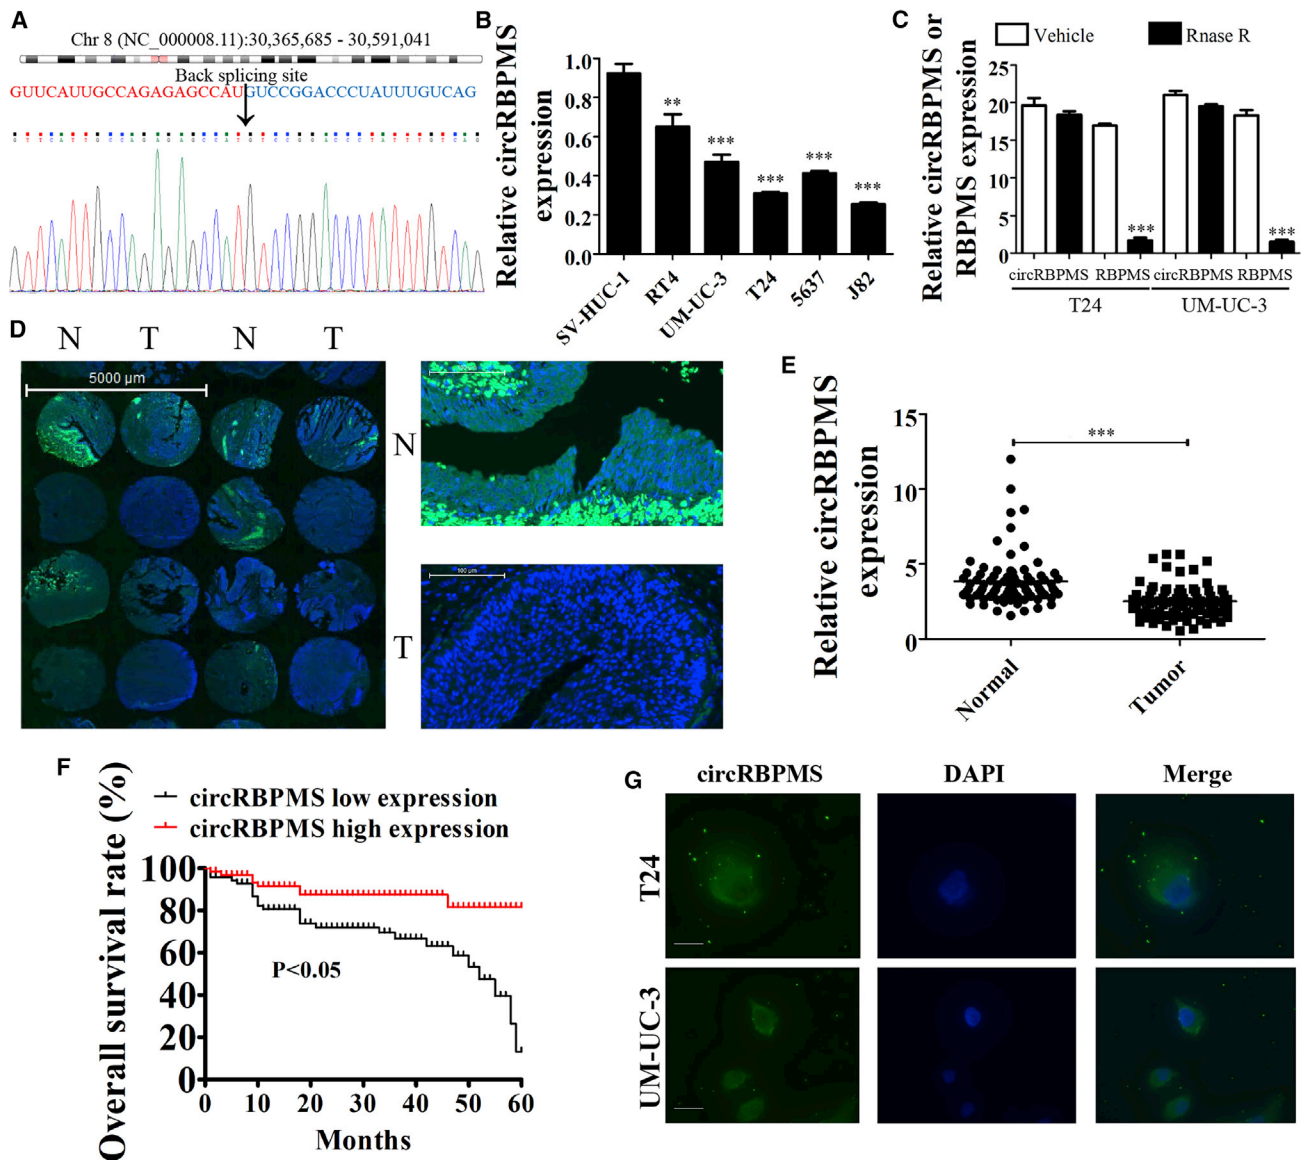 A
Chr 8 (NC_000008.11):30,365,685 - 30,591,041
Back splicing site
GUUCAUUGCCAGAGAGCCAUGUCCGGACCCUAUUUGUCAG
G T T C A T T G C C A G A G A G C C A T G T C C G G A C C C T A T T T G T C A G
B
Relative circRBPMS
expression
1.0
0.8
0.6
0.4
0.2
0.0
**
***
***
***
***
SV-HUC-1
RT4
UM-UC-3
T24
5637
J82
C
Vehicle
Rnase R
Relative circRBPMS or
RBPMS expression
25
20
15
10
5
0
***
***
circRBPMS RBPMS circRBPMS RBPMS
T24 UM-UC-3
D
N T N T
5000 µm
N
T
100 µm
E
Relative circRBPMS
expression
15
10
5
0
***
Normal
Tumor
F
circRBPMS low expression
circRBPMS high expression
Overall survival rate (%)
100
80
60
40
20
0
P<0.05
0 10 20 30 40 50 60
Months
G
circRBPMS DAPI Merge
T24
UM-UC-3